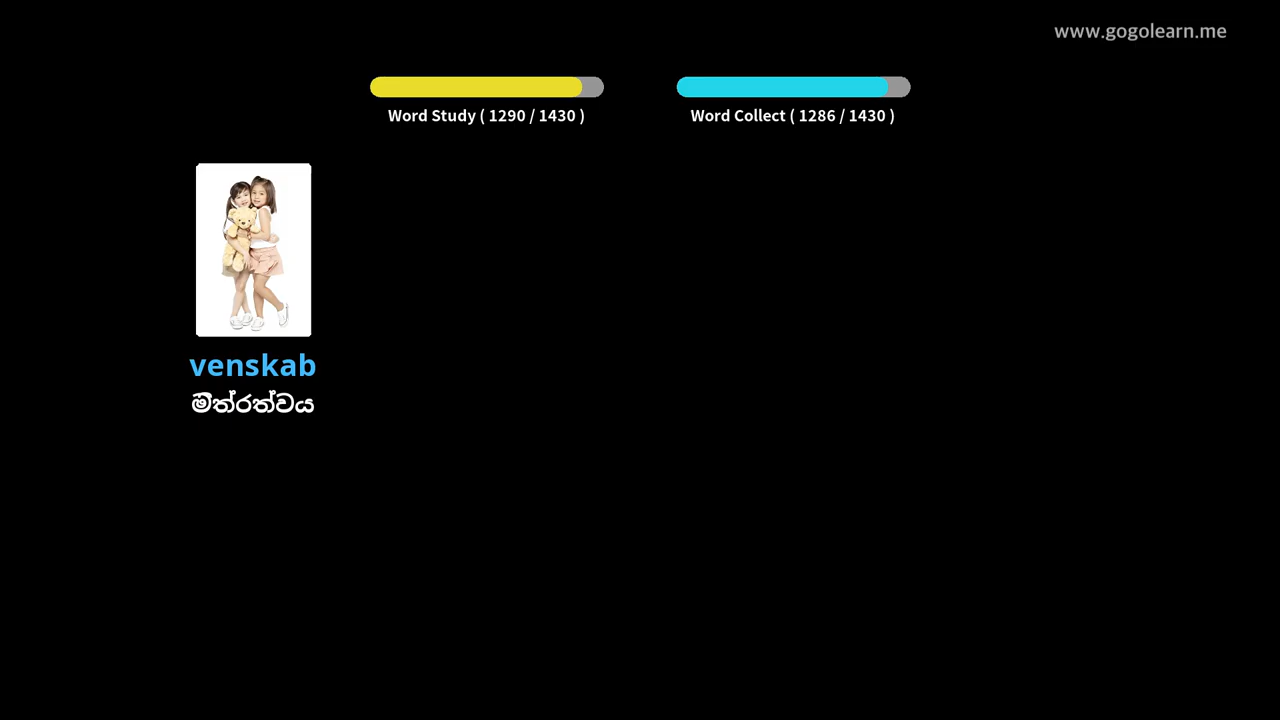 www.gogolearn.me
Word Study ( 1290 / 1430 )
Word Collect ( 1286 / 1430 )
venskab
මිත්රත්වය